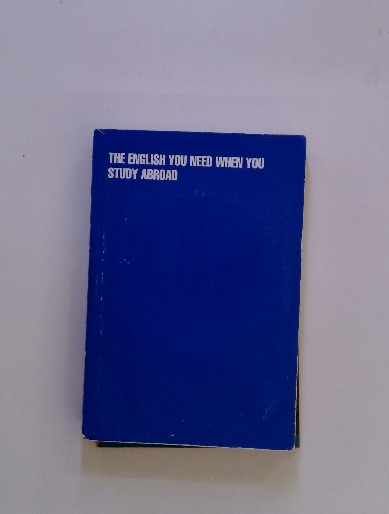 THE ENGLISH YOU NEED WHEN YOU
STUDY ABROAD